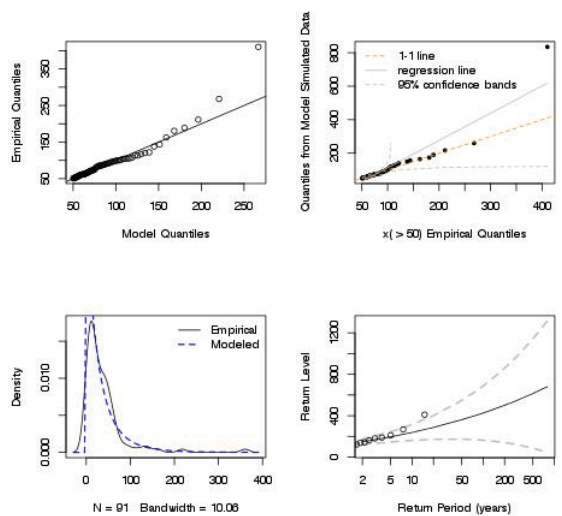 Empirical Quantiles
50
150
250
350
50
100
150
200
250
Model Quantiles
Quantiles from Model Simulated Data
200
400
600
800
1-1 line
regression line
95% confidence bands
50
100
200
300
400
x( > 50) Empirical Quantiles
Density
0.000
0.010
Empirical
Modeled
0
100
200
300
400
N = 91 Bandwidth = 10.06
Return Level
0
400
800
1200
2
5
10
50
200
500
Return Period (years)